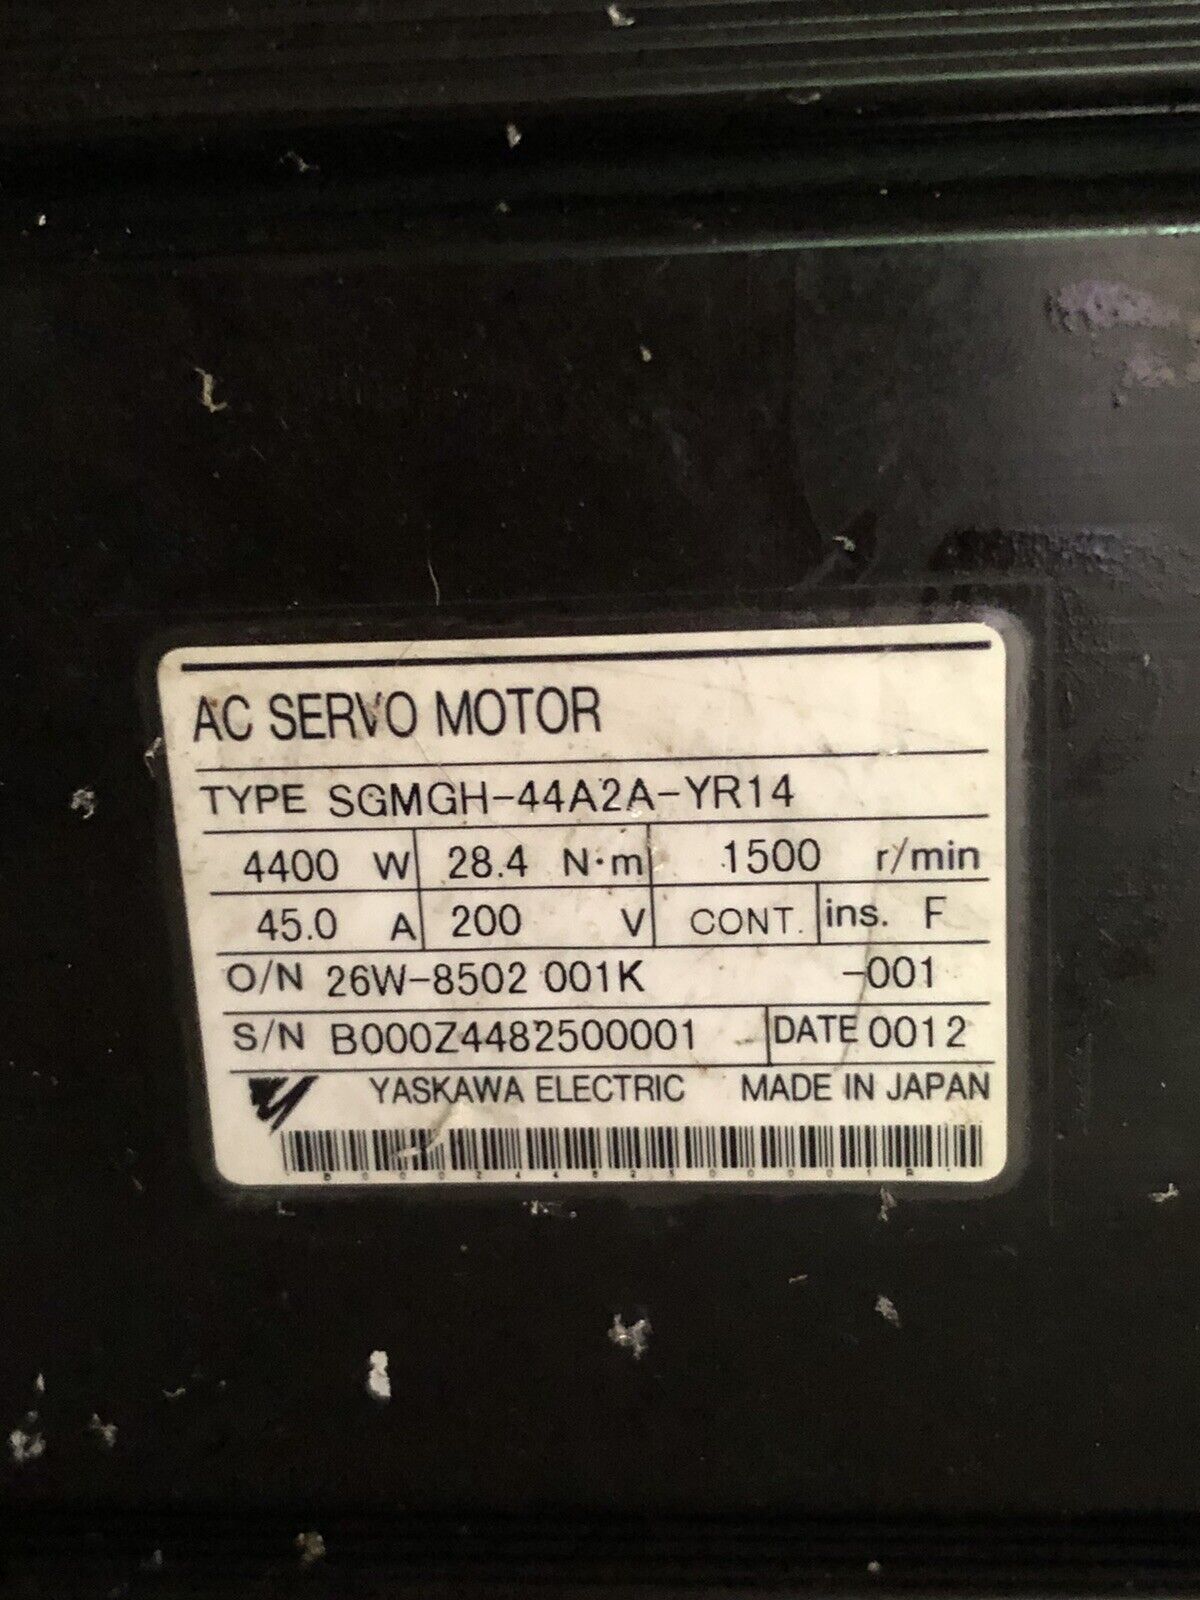 AC SERVO MOTOR
TYPE SGMGH-44A2A-YR14
4400 W 28.4 N·m 1500 r/min
45.0 A 200 V CONT. ins. F
O/N 26W-8502 001K -001
S/N B000Z4482500001 DATE 0012
YASKAWA ELECTRIC MADE IN JAPAN